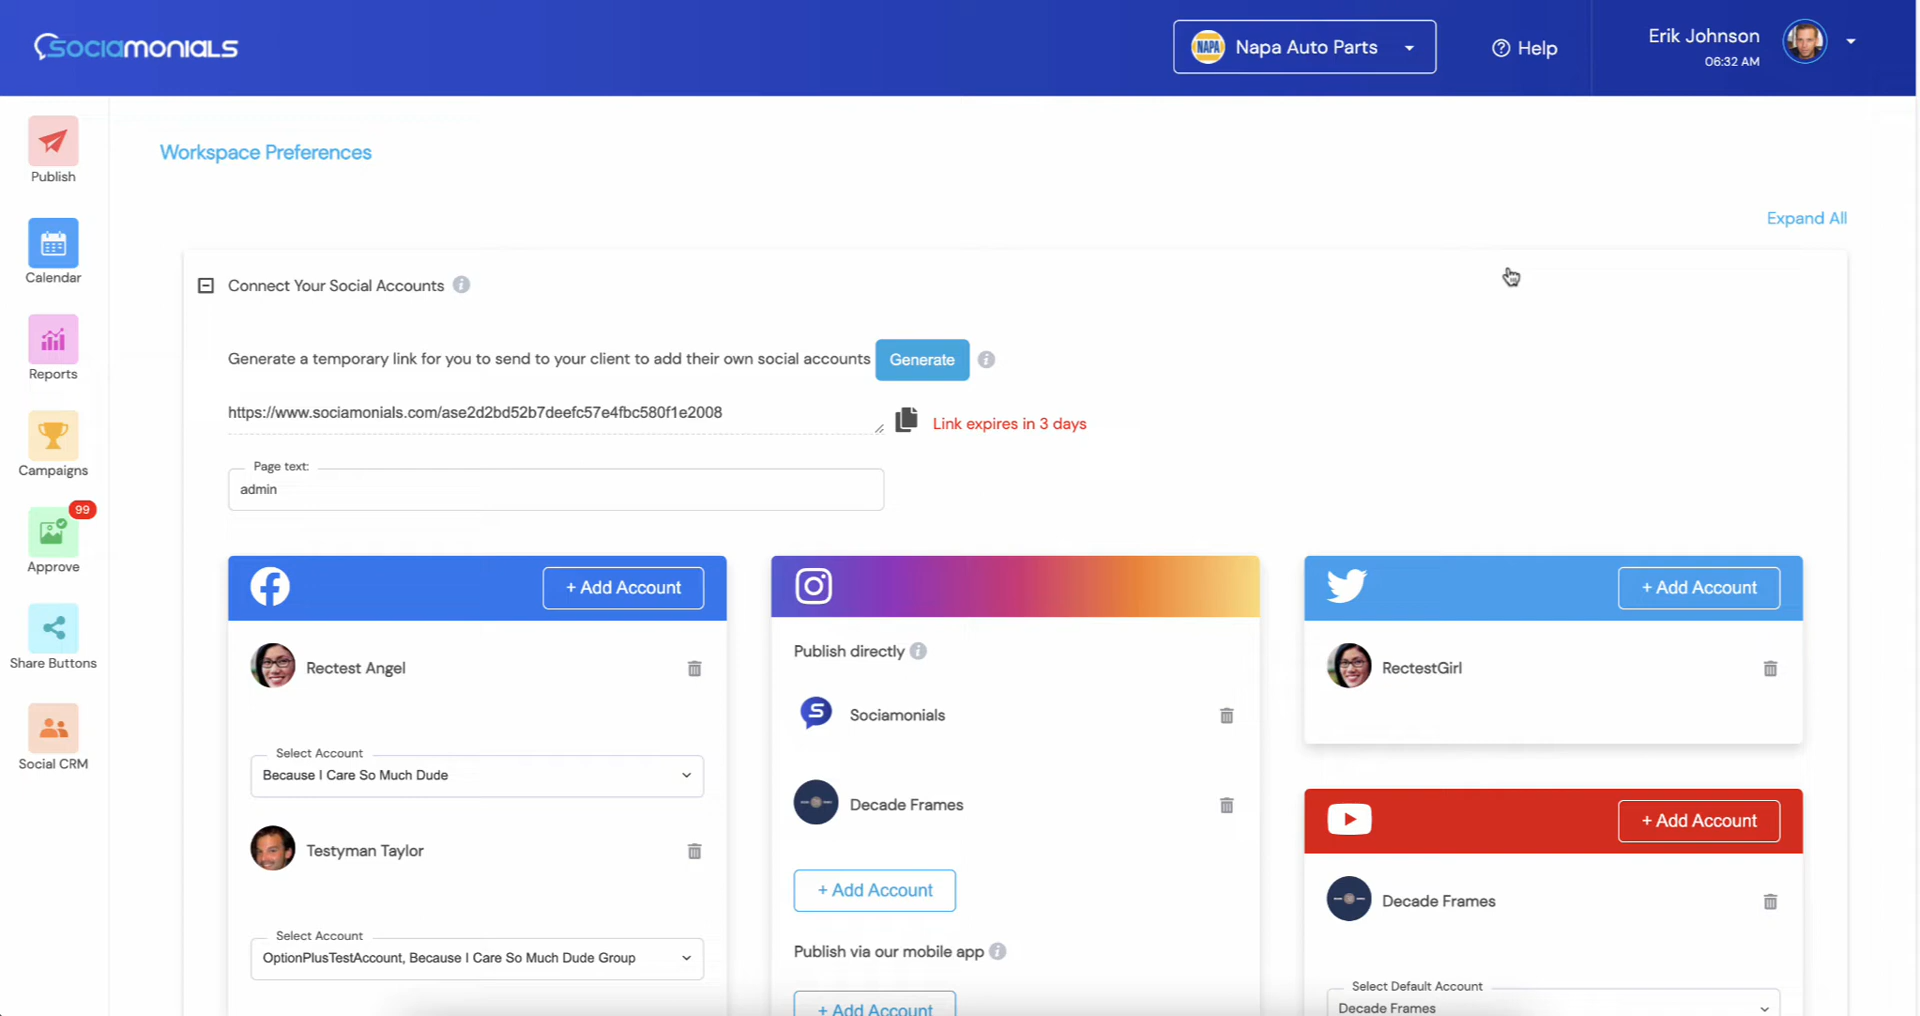 SOCIAMONIALS
NAPA
Napa Auto Parts
Help
Erik Johnson
06:32 AM
Publish
Calendar
Reports
Campaigns
99
Approve
Share Buttons
Social CRM
Workspace Preferences
Expand All
Connect Your Social Accounts
Generate a temporary link for you to send to your client to add their own social accounts
Generate
https://www.sociamonials.com/ase2d2bd52b7deefc57e4fbc580f1e2008
Link expires in 3 days
Page text:
admin
+ Add Account
Rectest Angel
Select Account
Because I Care So Much Dude
Testyman Taylor
Select Account
OptionPlusTestAccount, Because I Care So Much Dude Group
Publish directly
Sociamonials
Decade Frames
+ Add Account
Publish via our mobile app
+ Add Account
+ Add Account
RectestGirl
+ Add Account
Decade Frames
Select Default Account
Decade Frames